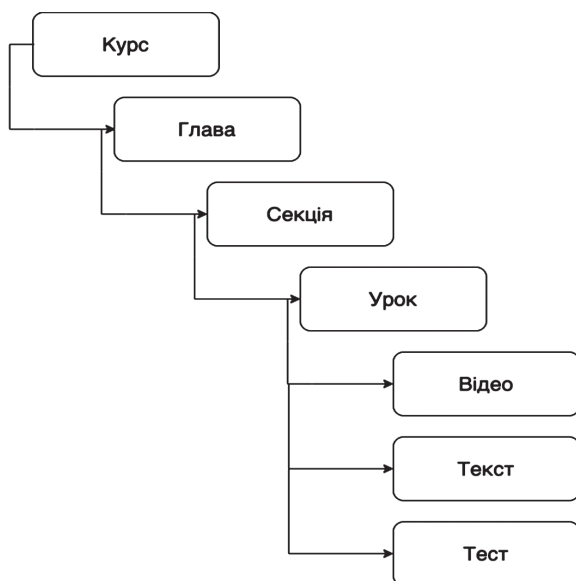 Курс
Глава
Секція
Урок
Відео
Текст
Тест